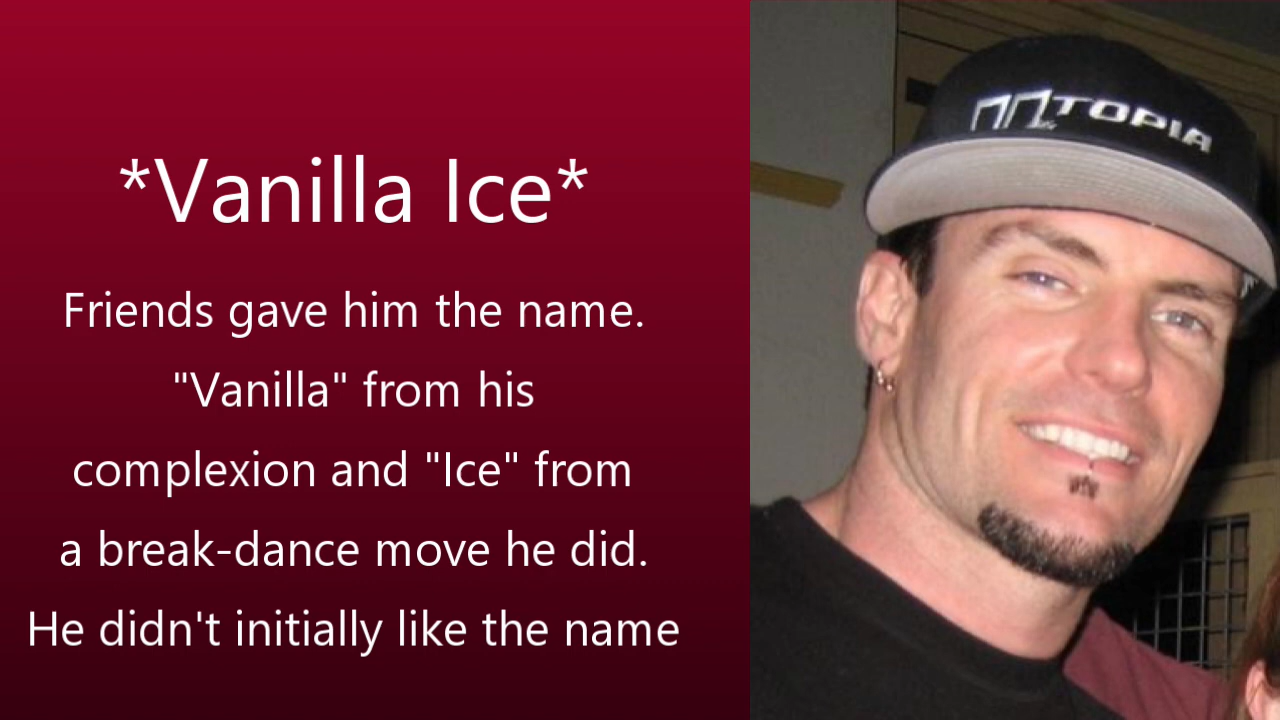 *Vanilla Ice*
Friends gave him the name.
"Vanilla" from his
complexion and "Ice" from
a break-dance move he did.
He didn't initially like the name
TOPIA